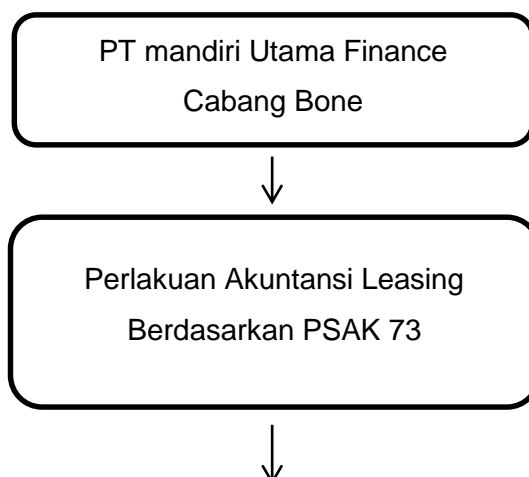 PT mandiri Utama Finance
Cabang Bone
Perlakuan Akuntansi Leasing
Berdasarkan PSAK 73